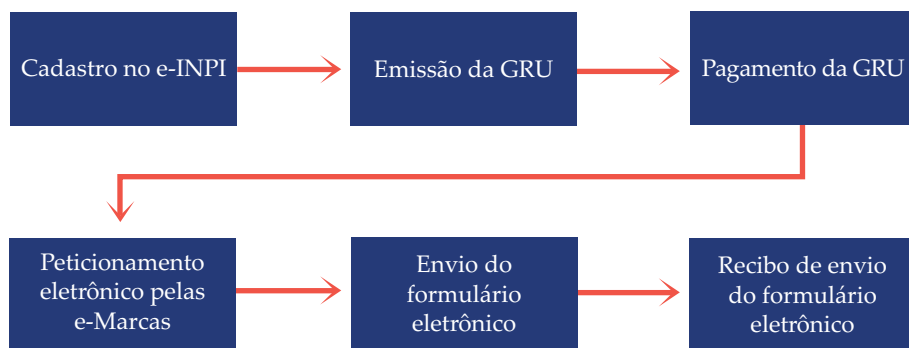 Cadastro no e-INPI
Emissão da GRU
Pagamento da GRU
Peticionamento
eletrônico pelas
e-Marcas
Envio do
formulário
eletrônico
Recibo de envio
do formulário
eletrônico